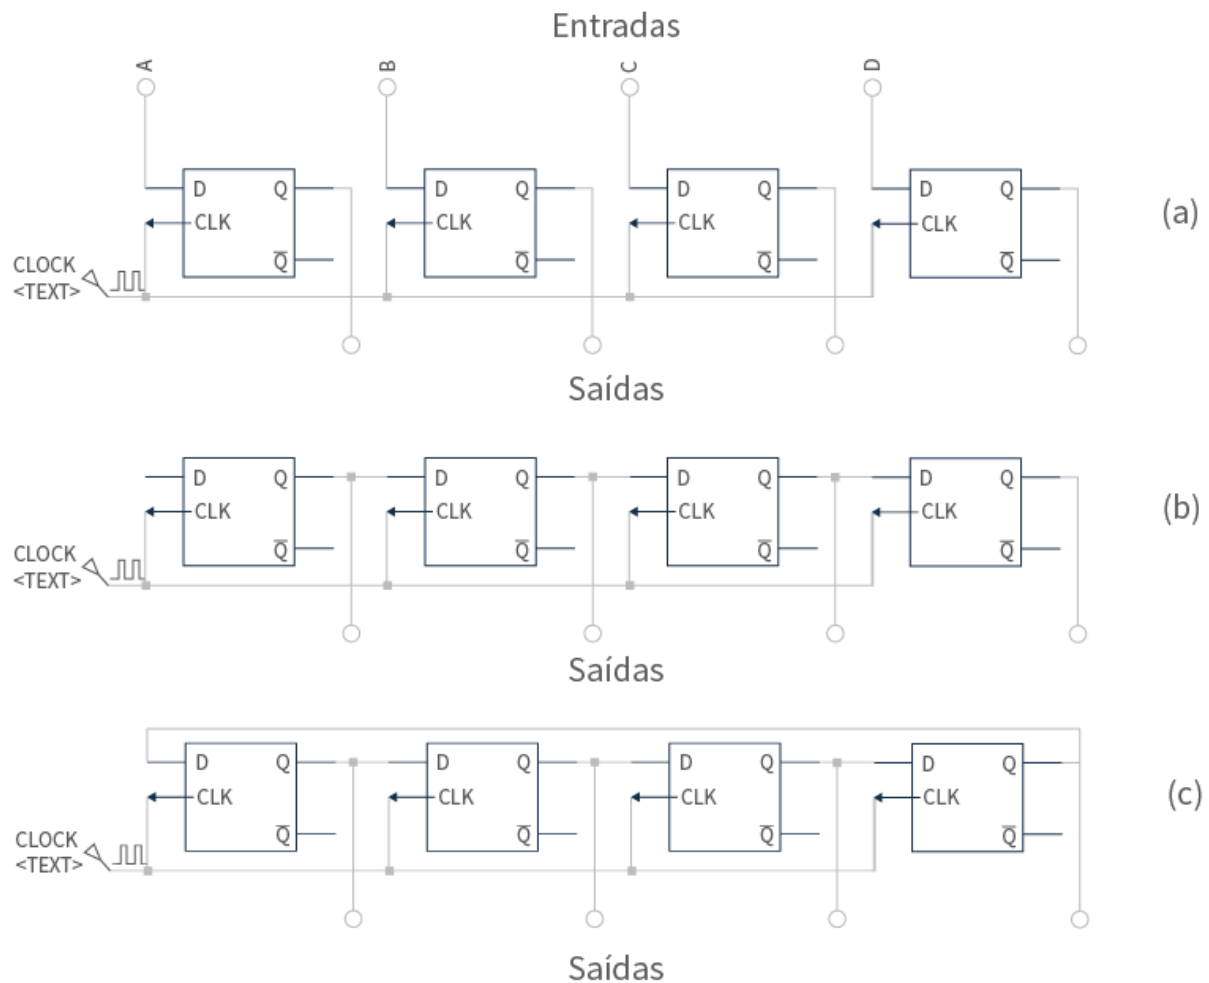 Entradas
A B C D
D Q D Q D Q D Q
CLK CLK CLK CLK
(a)
Q Q Q Q
CLOCK
<TEXT>
Saídas
D Q D Q D Q D Q
CLK CLK CLK CLK
(b)
Q Q Q Q
CLOCK
<TEXT>
Saídas
D Q D Q D Q D Q
CLK CLK CLK CLK
(c)
Q Q Q Q
CLOCK
<TEXT>
Saídas